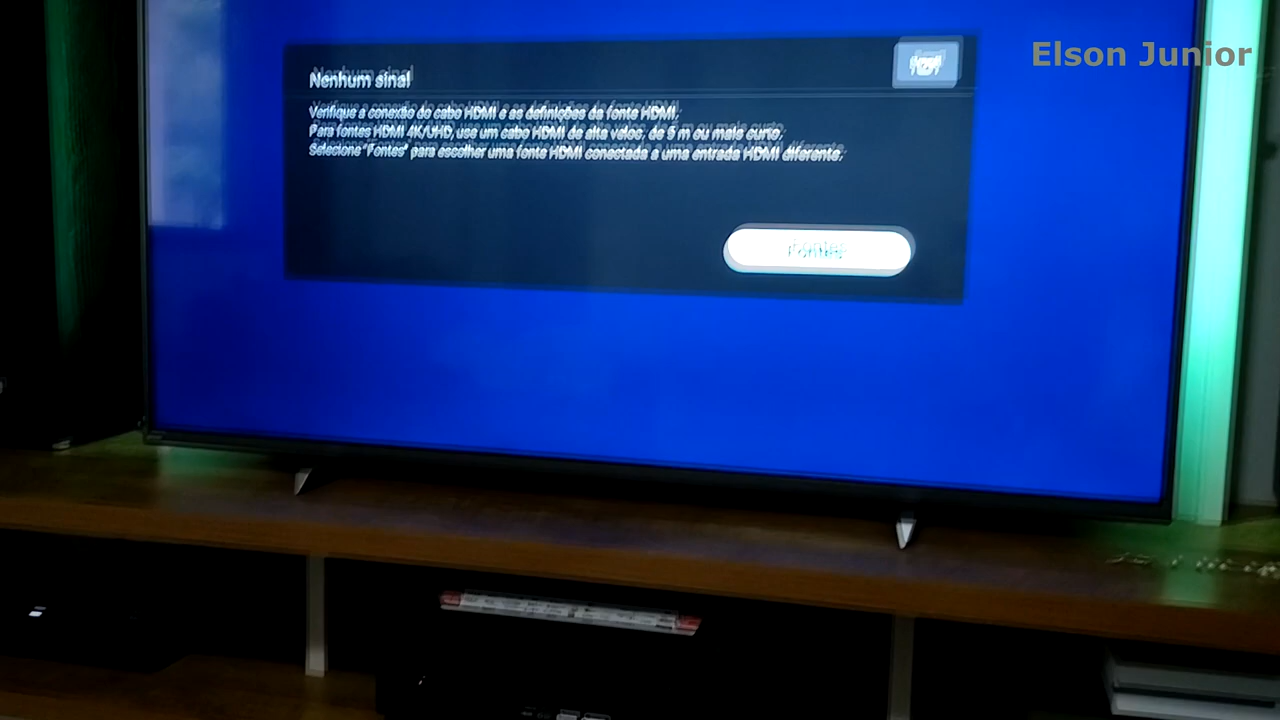 Elson Junior
Nenhum sinal
Verifique a conexão do cabo HDMI e as definições da fonte HDMI.
Para fontes HDMI 4K/UHD, use um cabo HDMI de alta veloc. de 5 m ou mais curto.
Selecione "Fontes" para escolher uma fonte HDMI conectada a uma entrada HDMI diferente.
Fontes